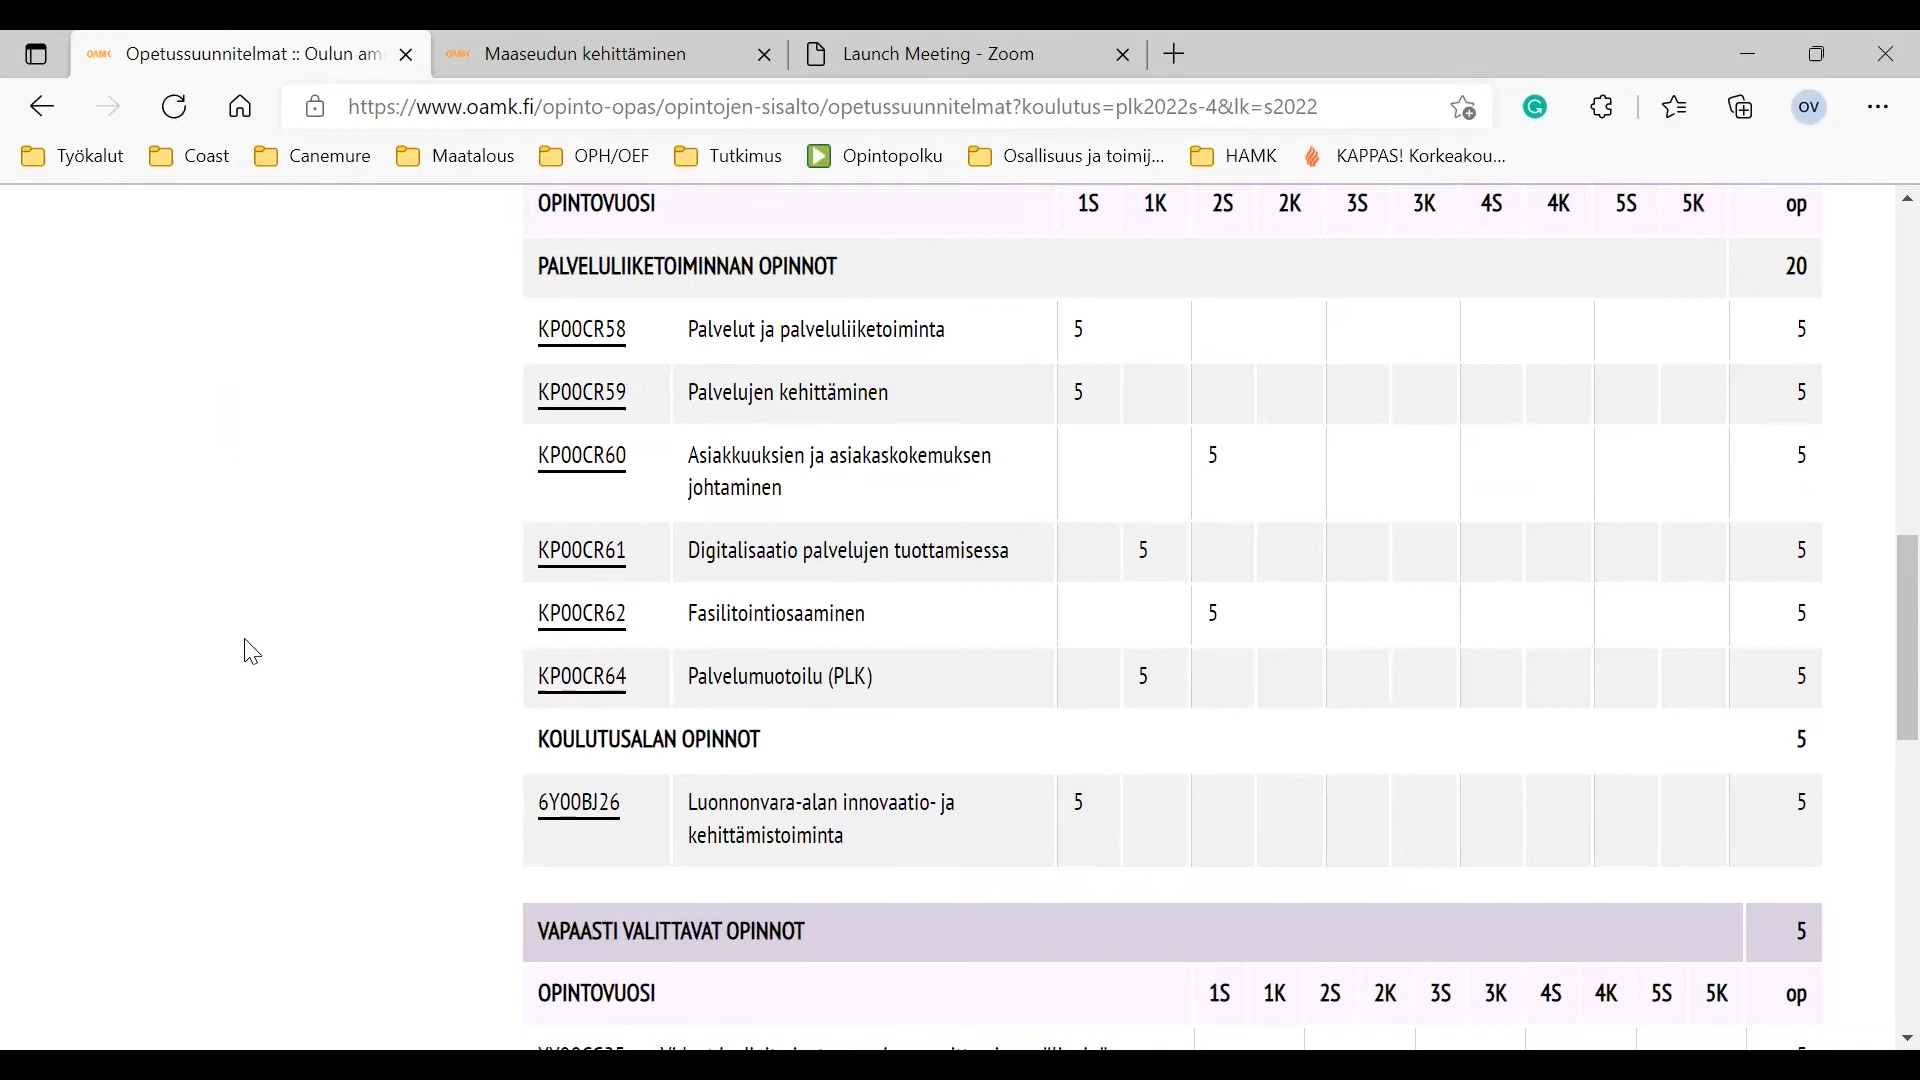 OAMK Opetussuunnitelmat :: Oulun am
OAMK Maaseudun kehittäminen
Launch Meeting - Zoom
https://www.oamk.fi/opinto-opas/opintojen-sisalto/opetussuunnitelmat?koulutus=plk2022s-4&lk=s2022
G
OV
Työkalut Coast Canemure Maatalous OPH/OEF Tutkimus Opintopolku Osallisuus ja toimij... HAMK KAPPAS! Korkeakou...
OPINTOVUOSI 1S 1K 2S 2K 3S 3K 4S 4K 5S 5K op
PALVELULIIKETOIMINNAN OPINNOT 20
KP00CR58 Palvelut ja palveluliiketoiminta 5 5
KP00CR59 Palvelujen kehittäminen 5 5
KP00CR60 Asiakkuuksien ja asiakaskokemuksen 5 5
johtaminen
KP00CR61 Digitalisaatio palvelujen tuottamisessa 5 5
KP00CR62 Fasilitointiosaaminen 5 5
KP00CR64 Palvelumuotoilu (PLK) 5 5
KOULUTUSALAN OPINNOT 5
6Y00BJ26 Luonnonvara-alan innovaatio- ja 5 5
kehittämistoiminta
VAPAASTI VALITTAVAT OPINNOT 5
OPINTOVUOSI 1S 1K 2S 2K 3S 3K 4S 4K 5S 5K op